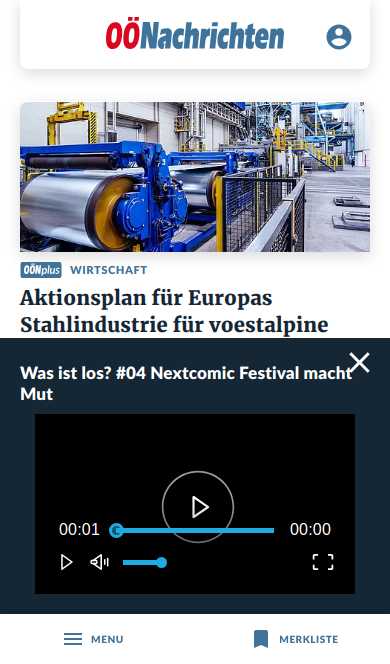 OÖNachrichten
OÖNplus WIRTSCHAFT
Aktionsplan für Europas
Stahlindustrie für voestalpine
Was ist los? #04 Nextcomic Festival macht
Mut
00:01 00:00
MENU MERKLISTE